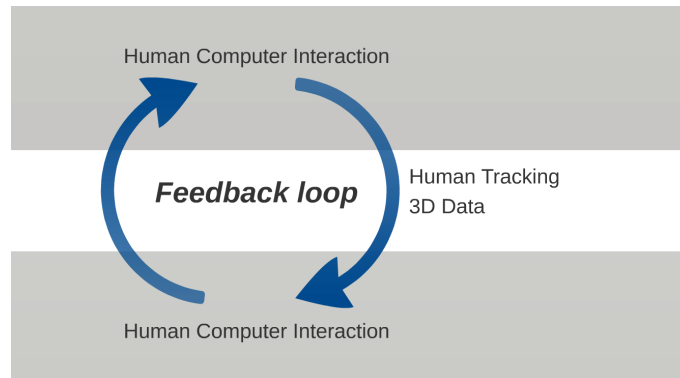 Human Computer Interaction
Feedback loop
Human Tracking
3D Data
Human Computer Interaction